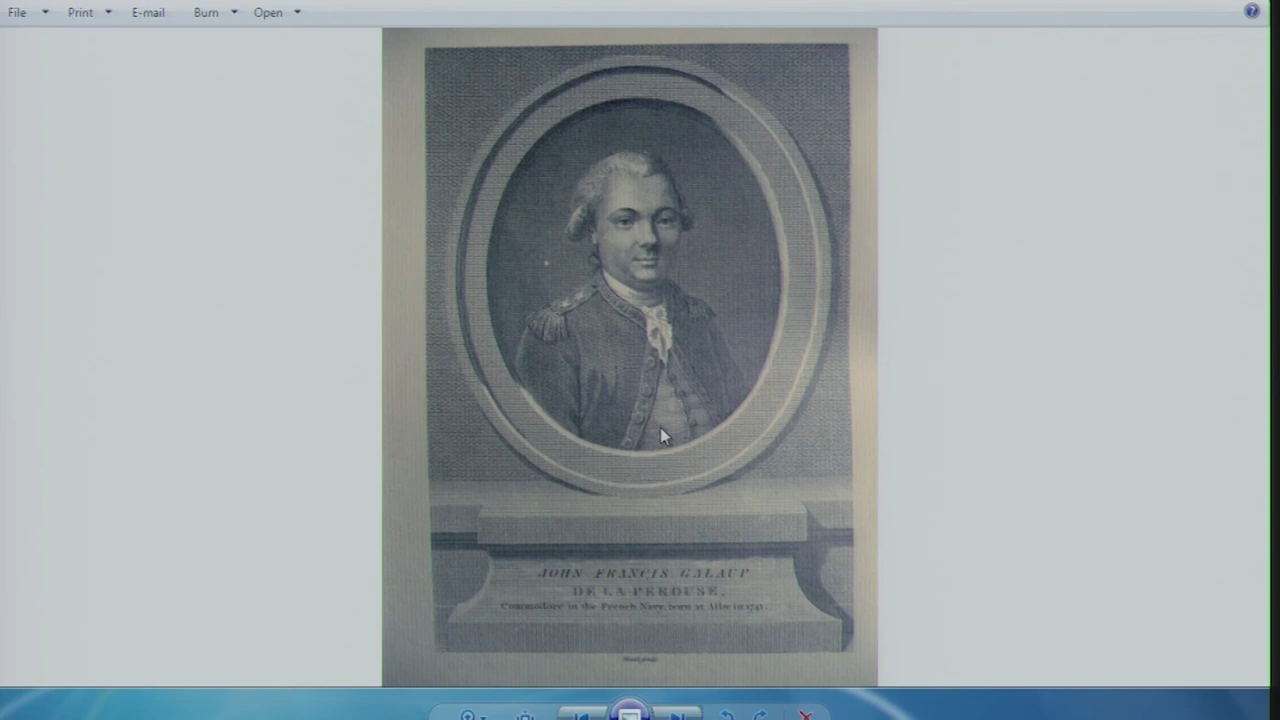 File Print E-mail Burn Open
JOHN FRANCIS GALAUP
DE LA PEROUSE,
Commodore in the French Navy, born at Alby in 1741.